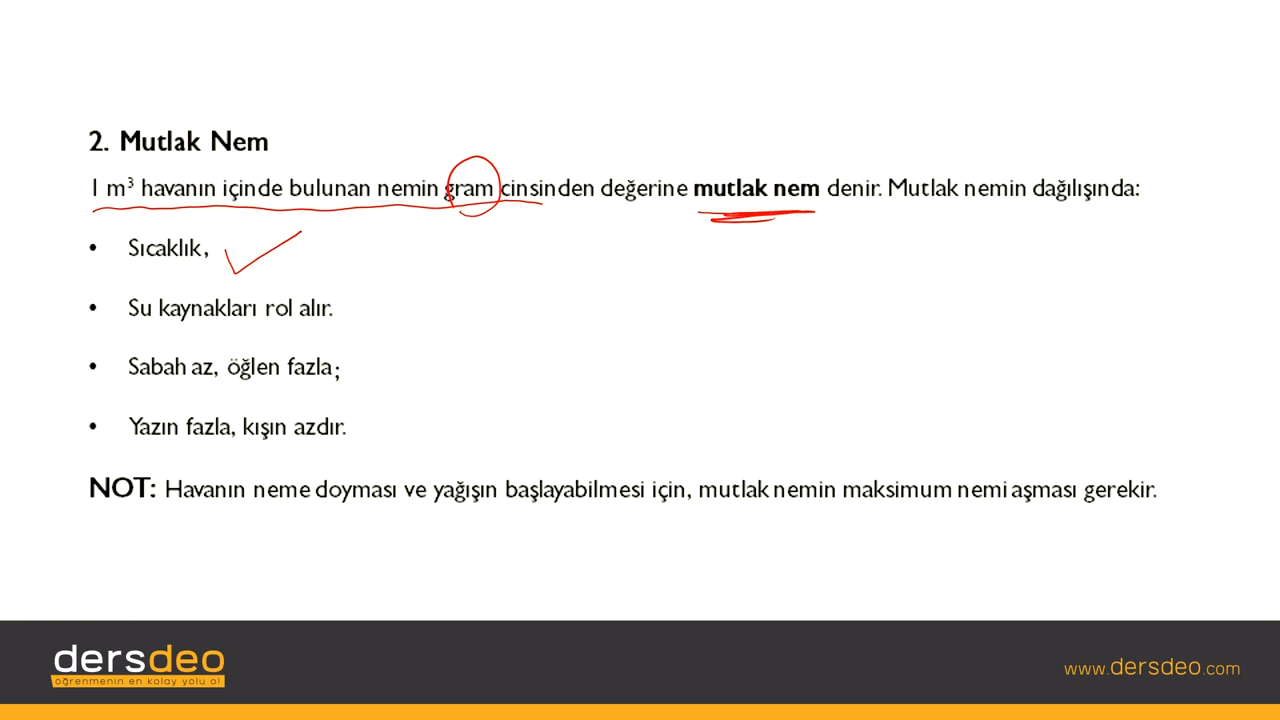 2. Mutlak Nem
1 m³ havanın içinde bulunan nemin gram cinsinden değerine mutlak nem denir. Mutlak nemin dağılışında:
• Sıcaklık,
• Su kaynakları rol alır.
• Sabah az, öğlen fazla;
• Yazın fazla, kışın azdır.
NOT: Havanın neme doyması ve yağışın başlayabilmesi için, mutlak nemin maksimum nemi aşması gerekir.
dersdeo
öğrenmenin en kolay yolu o!
www.dersdeo.com